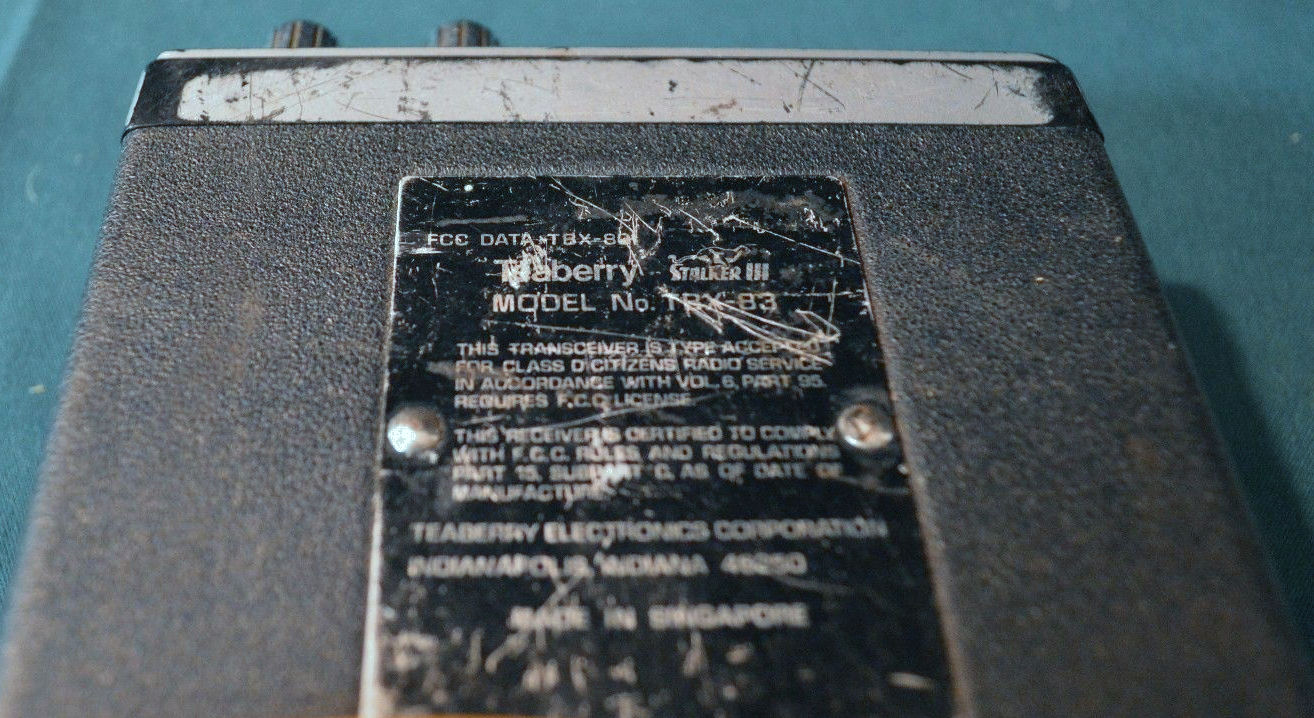 FCC DATA TBX-83
Teaberry STALKER III
MODEL No. TBX-83
THIS TRANSCEIVER IS TYPE ACCEPTED
FOR CLASS D CITIZENS RADIO SERVICE
IN ACCORDANCE WITH VOL. 6, PART 95.
REQUIRES F.C.C. LICENSE
THIS RECEIVER IS CERTIFIED TO COMPLY
WITH F.C.C. RULES AND REGULATIONS
PART 15, SUBPART C, AS OF DATE OF
MANUFACTURE
TEABERRY ELECTRONICS CORPORATION
INDIANAPOLIS, INDIANA 46250
MADE IN SINGAPORE